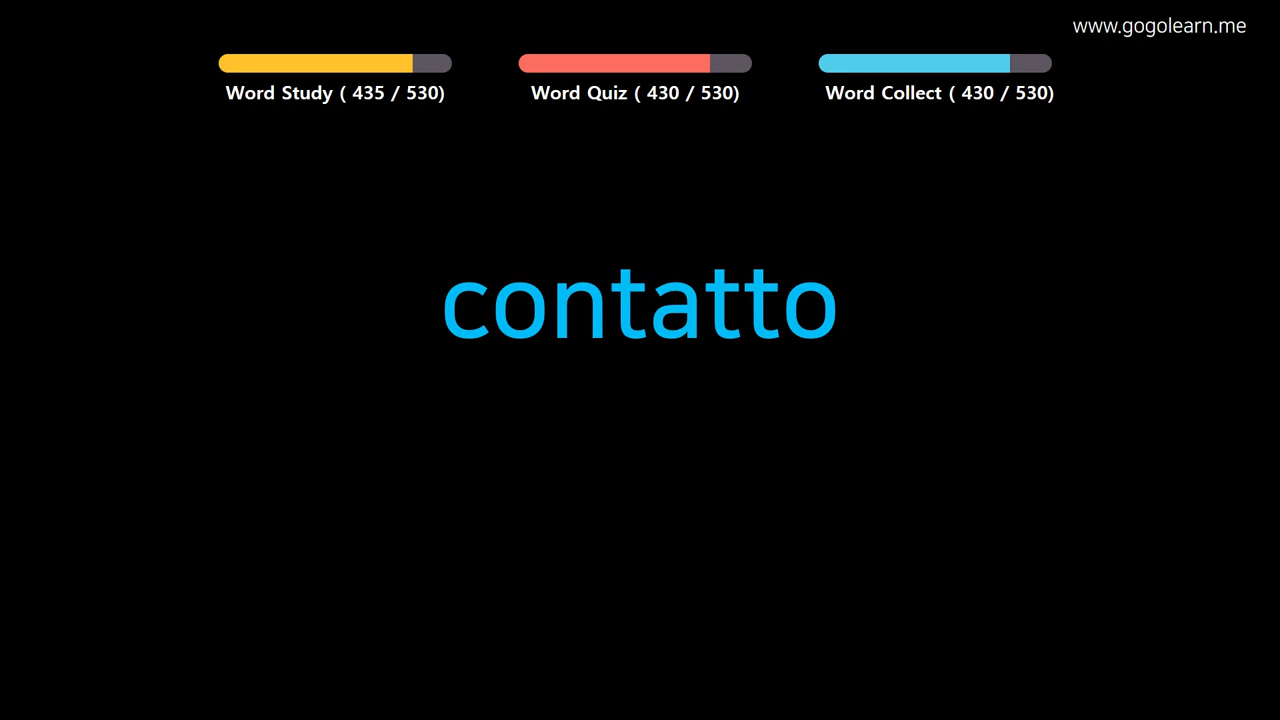 www.gogolearn.me
Word Study ( 435 / 530)
Word Quiz ( 430 / 530)
Word Collect ( 430 / 530)
contatto